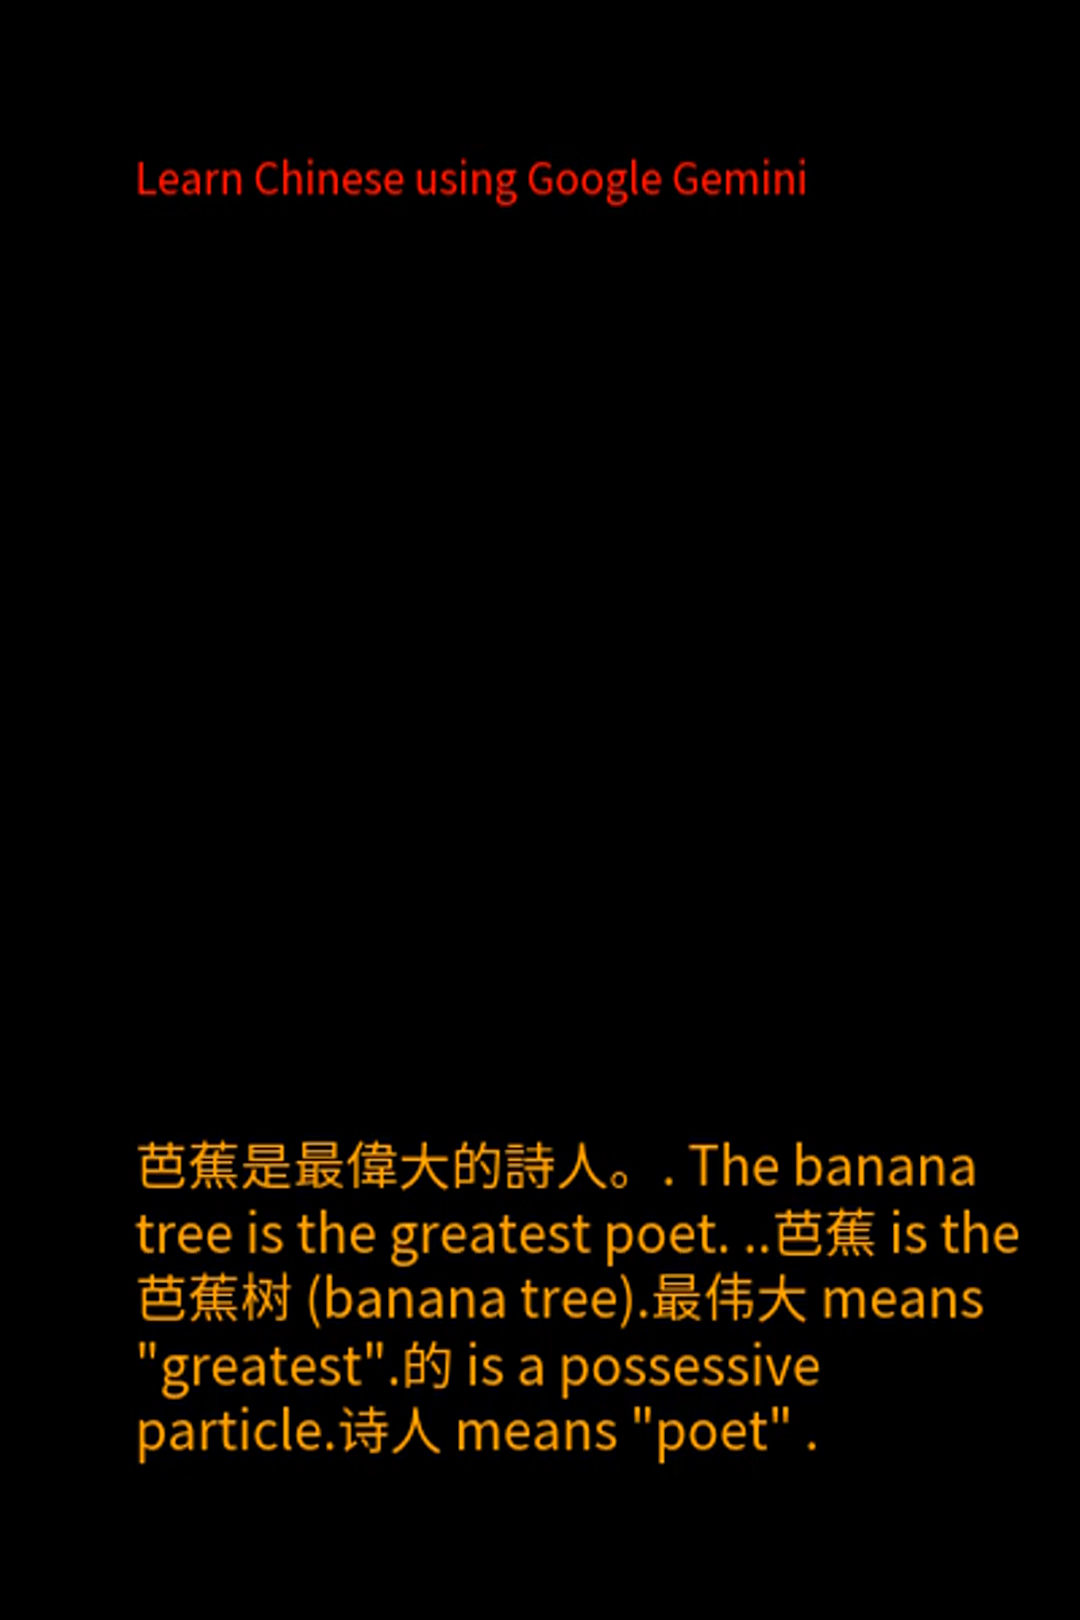 Learn Chinese using Google Gemini
芭蕉是最偉大的詩人。. The banana
tree is the greatest poet. ..芭蕉 is the
芭蕉树 (banana tree).最伟大 means
"greatest".的 is a possessive
particle.诗人 means "poet" .